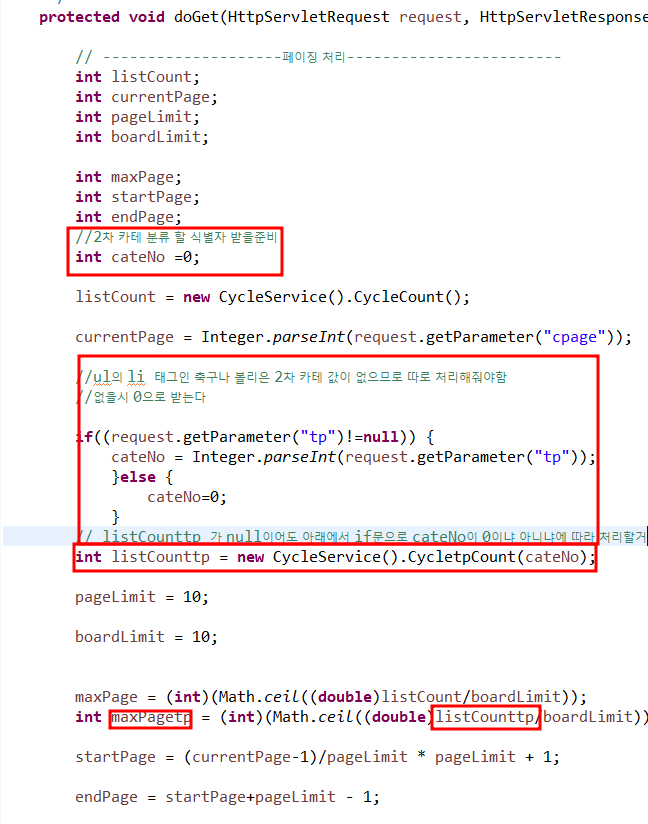 protected void doGet(HttpServletRequest request, HttpServletResponse
// --------------------페이징 처리------------------------
int listCount;
int currentPage;
int pageLimit;
int boardLimit;
int maxPage;
int startPage;
int endPage;
//2차 카테 분류 할 식별자 받을준비
int cateNo =0;
listCount = new CycleService().CycleCount();
currentPage = Integer.parseInt(request.getParameter("cpage"));
//ul의 li 태그인 축구나 볼리은 2차 카테 값이 없으므로 따로 처리해줘야함
//없을시 0으로 받는다
if((request.getParameter("tp")!=null)) {
cateNo = Integer.parseInt(request.getParameter("tp"));
}else {
cateNo=0;
}
// listCounttp 가 null이어도 아래에서 if문으로 cateNo이 0이냐 아니냐에 따라 처리할거
int listCounttp = new CycleService().CycletpCount(cateNo);
pageLimit = 10;
boardLimit = 10;
maxPage = (int)(Math.ceil((double)listCount/boardLimit));
int maxPagetp = (int)(Math.ceil((double)listCounttp/boardLimit))
startPage = (currentPage-1)/pageLimit * pageLimit + 1;
endPage = startPage+pageLimit - 1;